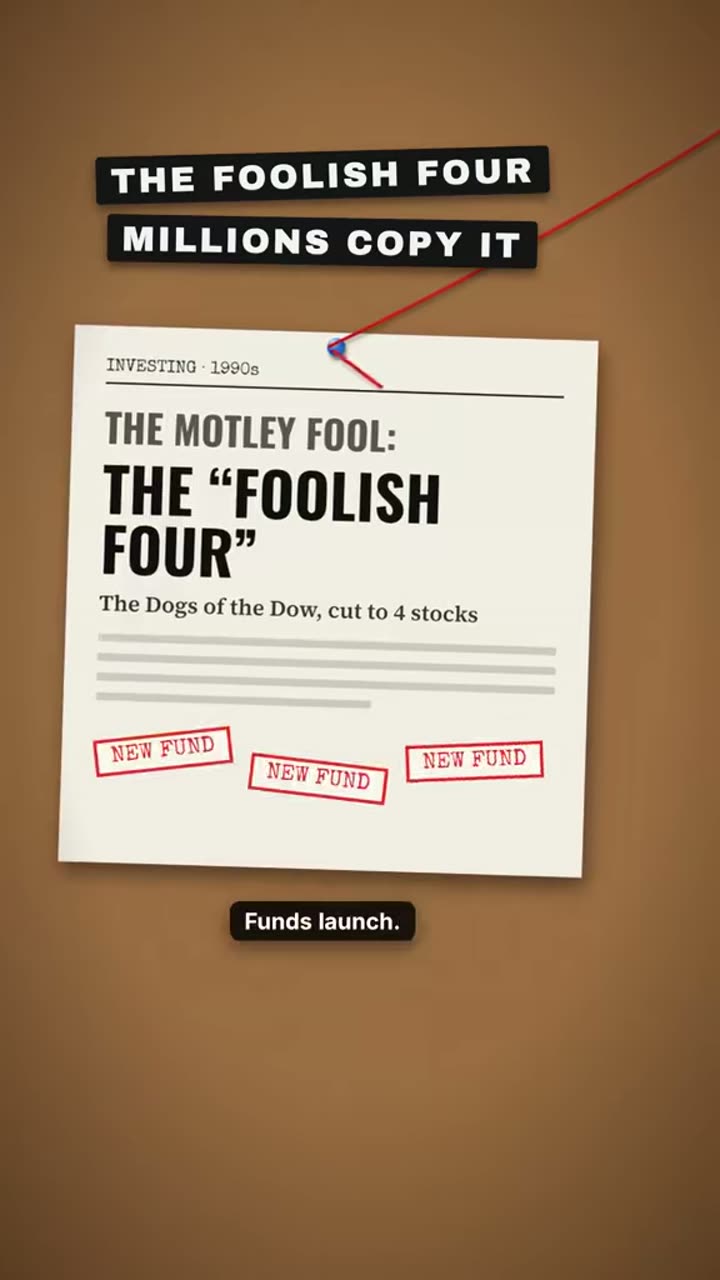 THE FOOLISH FOUR
MILLIONS COPY IT
INVESTING · 1990s
THE MOTLEY FOOL:
THE “FOOLISH
FOUR”
The Dogs of the Dow, cut to 4 stocks
NEW FUND
NEW FUND
NEW FUND
Funds launch.